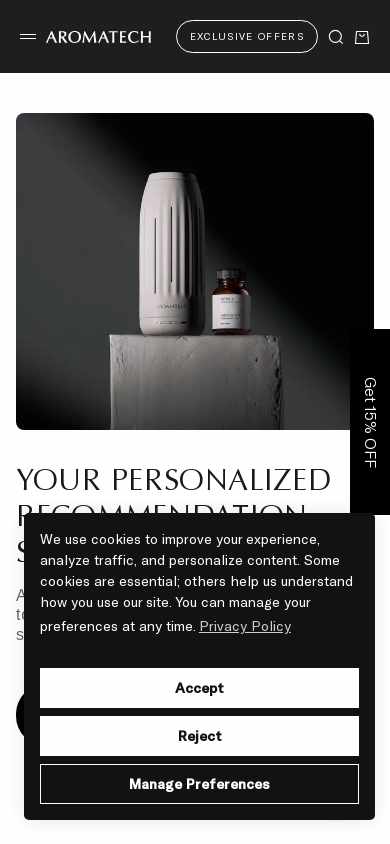 AROMATECH
EXCLUSIVE OFFERS
Get 15% OFF
YOUR PERSONALIZED
RECOMMENDATION
We use cookies to improve your experience,
analyze traffic, and personalize content. Some
cookies are essential; others help us understand
how you use our site. You can manage your
preferences at any time. Privacy Policy
Accept
Reject
Manage Preferences